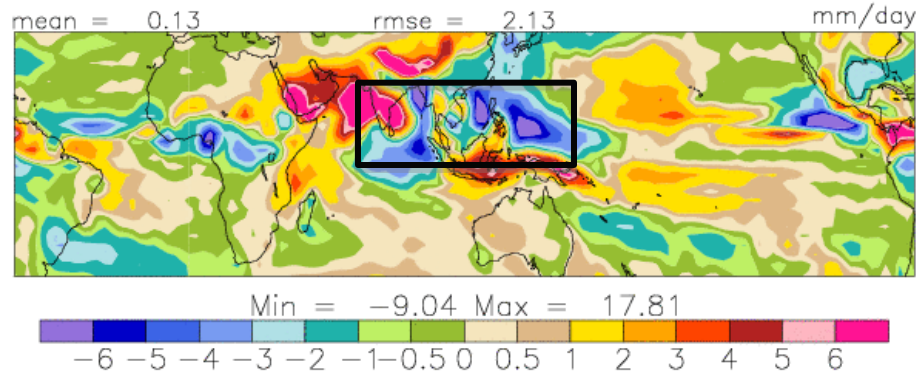 mean = 0.13 rmse = 2.13 mm/day
Min = -9.04 Max = 17.81
-6 -5 -4 -3 -2 -1 -0.5 0 0.5 1 2 3 4 5 6